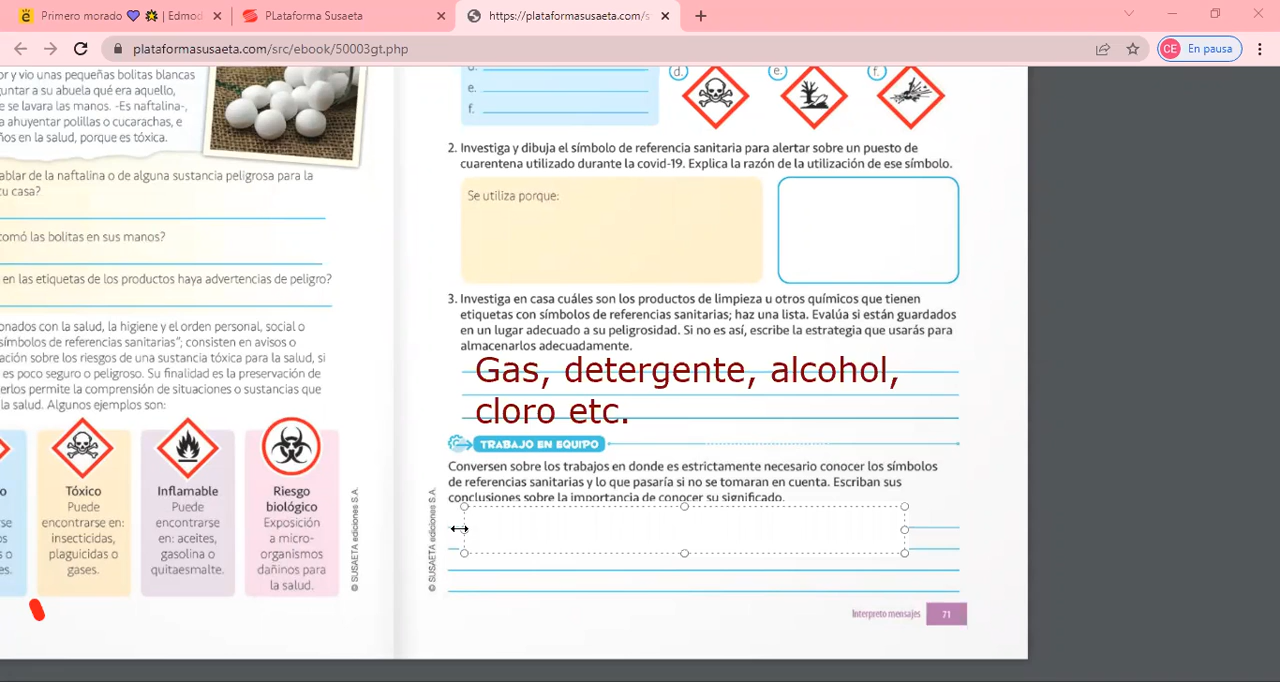 Primero morado 💜 🌟 | Edmod
PLataforma Susaeta
https://plataformasusaeta.com/s
plataformasusaeta.com/src/ebook/50003gt.php
CE En pausa
or y vio unas pequeñas bolitas blancas
guntar a su abuela qué era aquello,
e se lavara las manos. -Es naftalina-,
a ahuyentar polillas o cucarachas, e
ños en la salud, porque es tóxica.
ablar de la naftalina o de alguna sustancia peligrosa para la
tu casa?
tomó las bolitas en sus manos?
en las etiquetas de los productos haya advertencias de peligro?
onados con la salud, la higiene y el orden personal, social o
símbolos de referencias sanitarias"; consisten en avisos o
ación sobre los riesgos de una sustancia tóxica para la salud, si
es poco seguro o peligroso. Su finalidad es la preservación de
erlos permite la comprensión de situaciones o sustancias que
la salud. Algunos ejemplos son:
Tóxico
Puede
encontrarse en:
insecticidas,
plaguicidas o
gases.
Inflamable
Puede
encontrarse
en: aceites,
gasolina o
quitaesmalte.
Riesgo
biológico
Exposición
a micro-
organismos
dañinos para
la salud.
© SUSAETA ediciones S.A.
d.
e.
f.
e.
f.
2. Investiga y dibuja el símbolo de referencia sanitaria para alertar sobre un puesto de
cuarentena utilizado durante la covid-19. Explica la razón de la utilización de ese símbolo.
Se utiliza porque:
3. Investiga en casa cuáles son los productos de limpieza u otros químicos que tienen
etiquetas con símbolos de referencias sanitarias; haz una lista. Evalúa si están guardados
en un lugar adecuado a su peligrosidad. Si no es así, escribe la estrategia que usarás para
almacenarlos adecuadamente.
Gas, detergente, alcohol,
cloro etc.
TRABAJO EN EQUIPO
Conversen sobre los trabajos en donde es estrictamente necesario conocer los símbolos
de referencias sanitarias y lo que pasaría si no se tomaran en cuenta. Escriban sus
conclusiones sobre la importancia de conocer su significado.
© SUSAETA ediciones S.A.
Interpreto mensajes 71